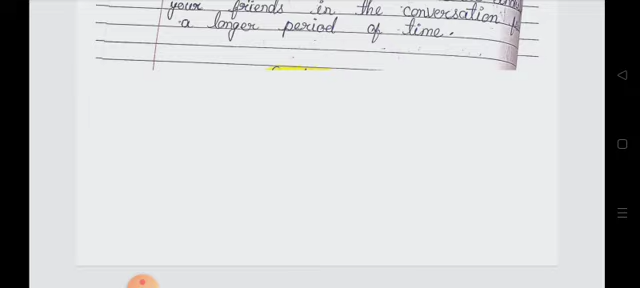 your friends in the conversation
a longer period of time.